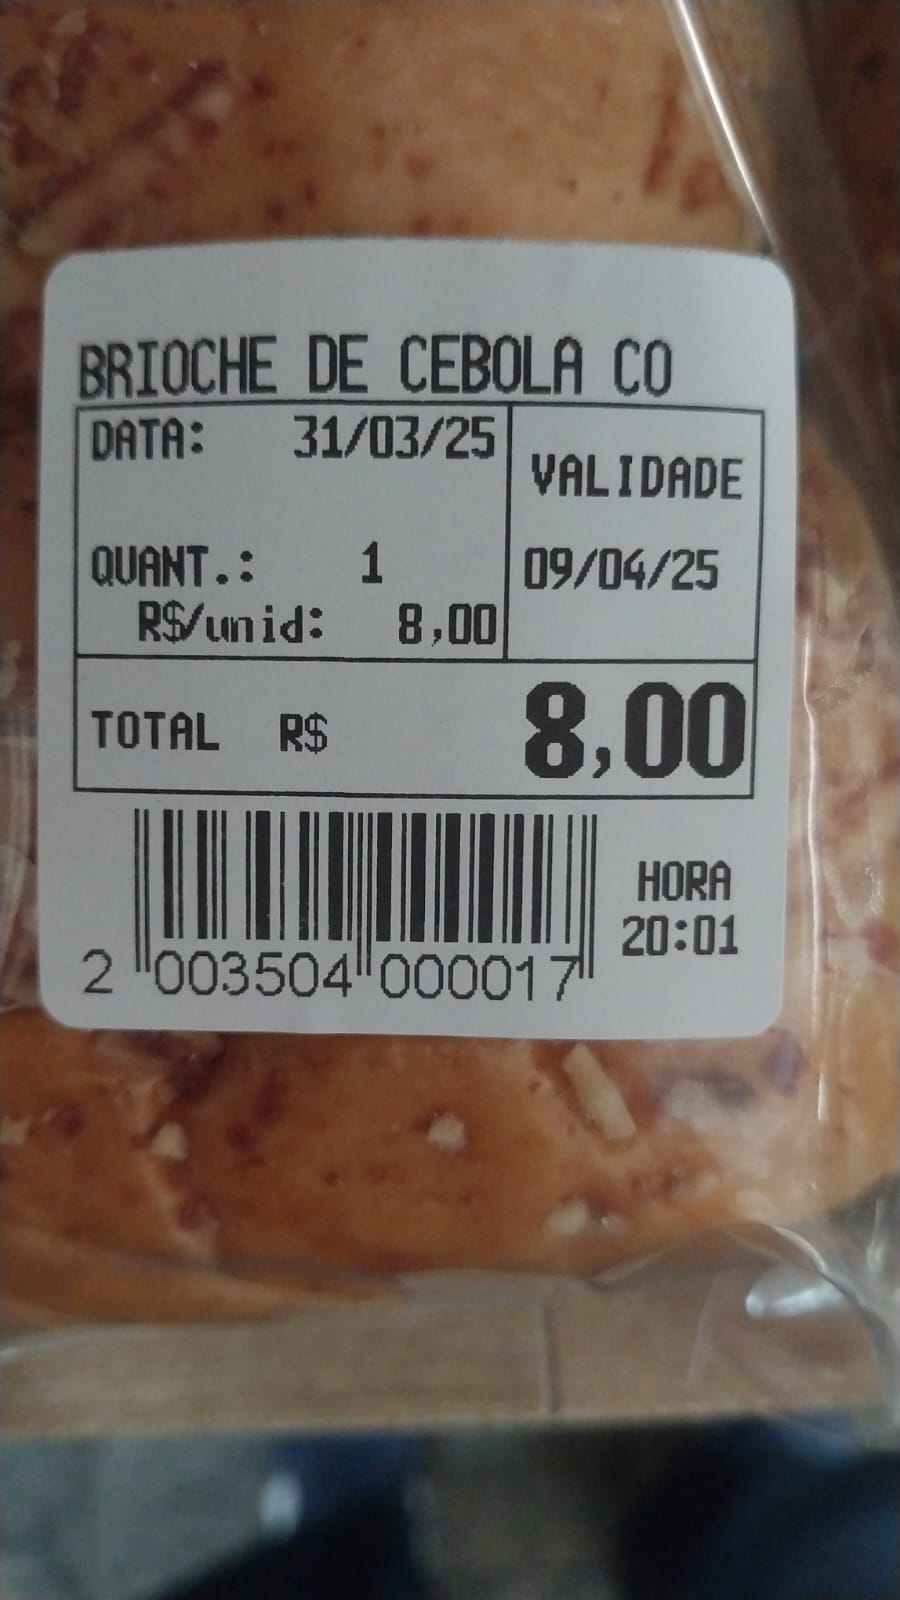 BRIOCHE DE CEBOLA CO
DATA: 31/03/25
VALIDADE
09/04/25
QUANT.: 1
R$/unid: 8,00
TOTAL R$ 8,00
HORA
20:01
2 003504 000017